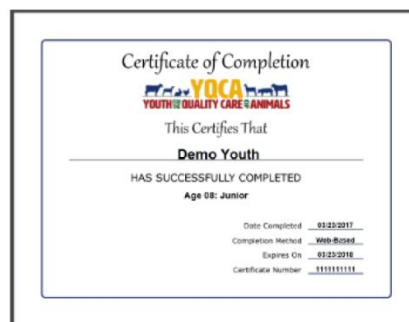 Certificate of Completion
YQCA
YOUTH FOR THE QUALITY CARE OF ANIMALS
This Certifies That
Demo Youth
HAS SUCCESSFULLY COMPLETED
Age 08: Junior
Date Completed 03/23/2017
Completion Method Web-Based
Expires On 03/23/2018
Certificate Number 1111111111